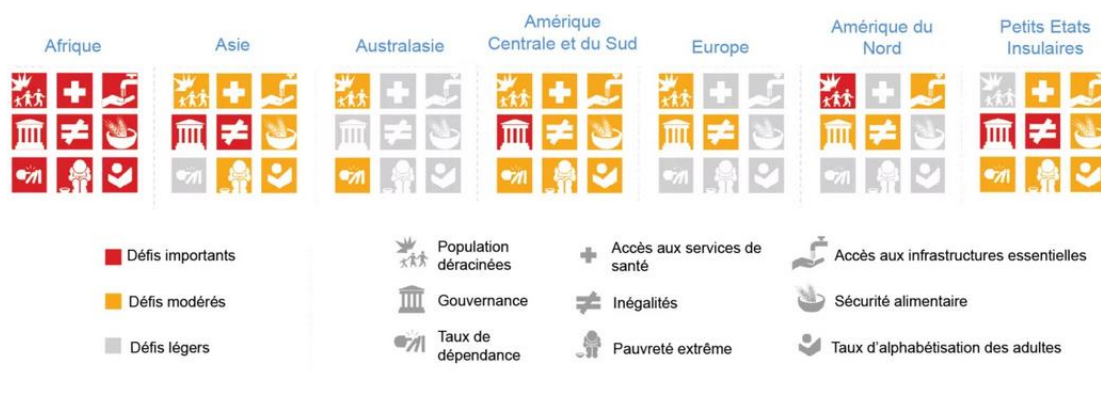 Afrique
Asie
Australasie
Amérique
Centrale et du Sud
Europe
Amérique du
Nord
Petits Etats
Insulaires
Défis importants
Défis modérés
Défis légers
Population
déracinées
Gouvernance
Taux de
dépendance
Accès aux services de
santé
Inégalités
Pauvreté extrême
Accès aux infrastructures essentielles
Sécurité alimentaire
Taux d'alphabétisation des adultes